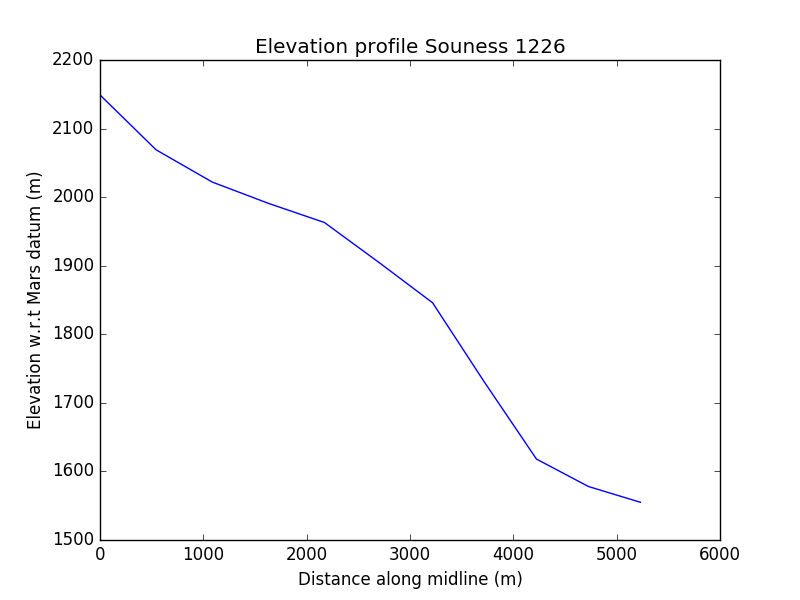 Elevation profile Souness 1226
2200
2100
2000
1900
1800
1700
1600
1500
Elevation w.r.t Mars datum (m)
0 1000 2000 3000 4000 5000 6000
Distance along midline (m)